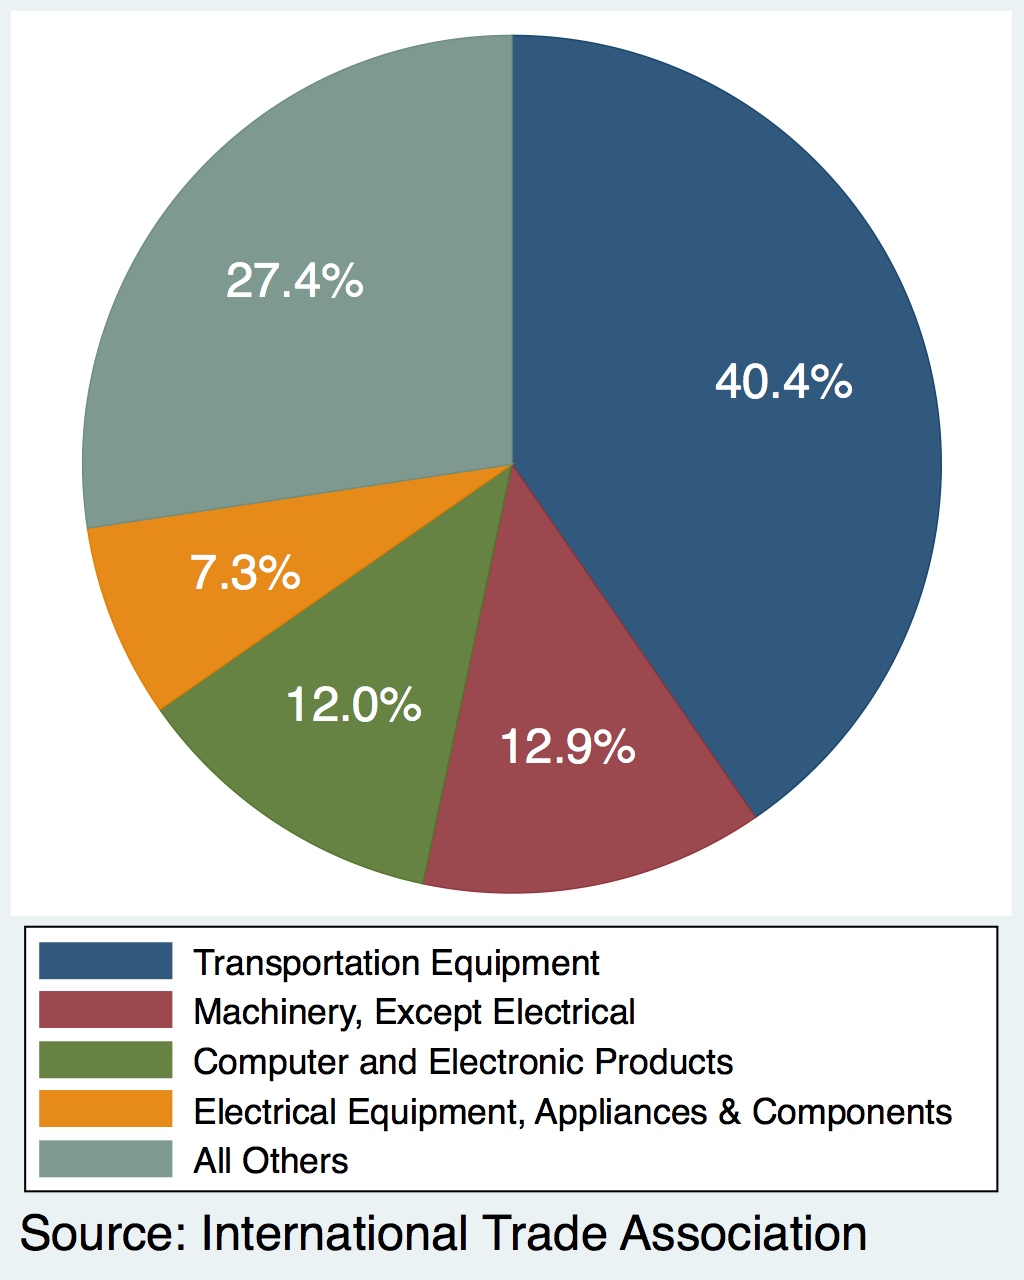 27.4%
40.4%
7.3%
12.0%
12.9%
Transportation Equipment
Machinery, Except Electrical
Computer and Electronic Products
Electrical Equipment, Appliances & Components
All Others
Source: International Trade Association